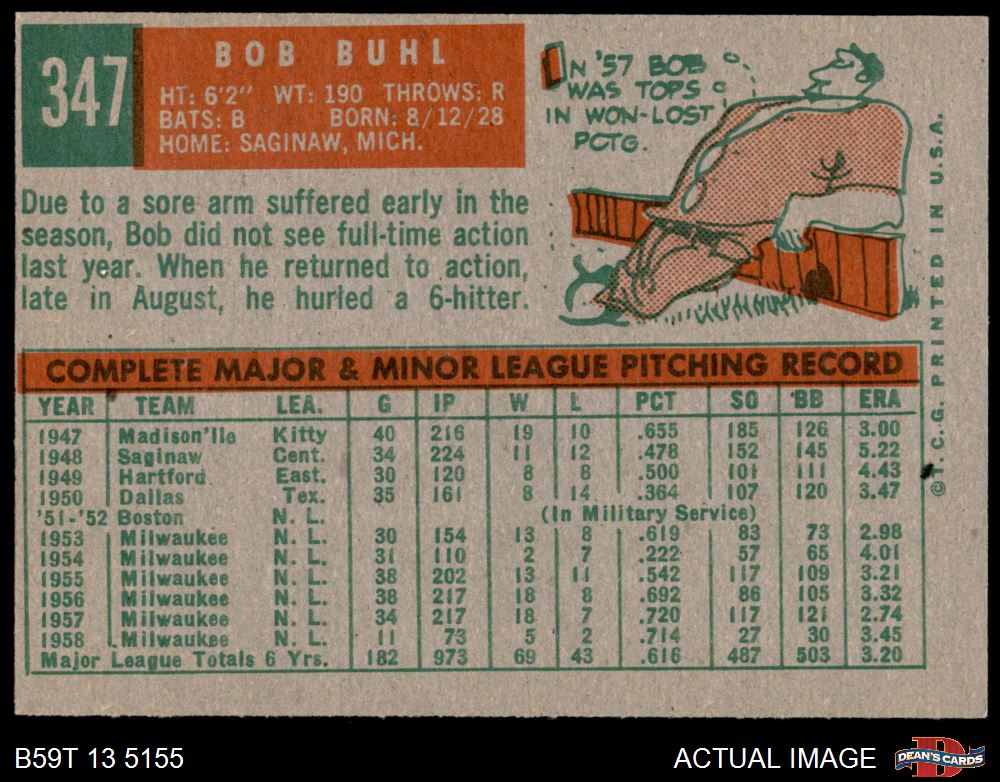 347
BOB BUHL
HT: 6'2" WT: 190 THROWS: R
BATS: B BORN: 8/12/28
HOME: SAGINAW, MICH.
IN '57 BOB
WAS TOPS
IN WON-LOST
PCTG.
Due to a sore arm suffered early in the
season, Bob did not see full-time action
last year. When he returned to action,
late in August, he hurled a 6-hitter.
COMPLETE MAJOR & MINOR LEAGUE PITCHING RECORD
YEAR TEAM LEA. G IP W L PCT SO BB ERA
1947 Madison'lle Kitty 40 216 19 10 .655 185 126 3.00
1948 Saginaw Cent. 34 224 11 12 .478 152 145 5.22
1949 Hartford East. 30 120 8 8 .500 101 111 4.43
1950 Dallas Tex. 35 161 8 14 .364 107 120 3.47
'51-'52 Boston N. L. (In Military Service)
1953 Milwaukee N. L. 30 154 13 8 .619 83 73 2.98
1954 Milwaukee N. L. 31 110 2 7 .222 57 65 4.01
1955 Milwaukee N. L. 38 202 13 11 .542 117 109 3.21
1956 Milwaukee N. L. 38 217 18 8 .692 86 105 3.32
1957 Milwaukee N. L. 34 217 18 7 .720 117 121 2.74
1958 Milwaukee N. L. 11 73 5 2 .714 27 30 3.45
Major League Totals 6 Yrs. 182 973 69 43 .616 487 503 3.20
© T. C. G. PRINTED IN U.S.A.
B59T 13 5155
ACTUAL IMAGE
D
DEAN'S CARDS